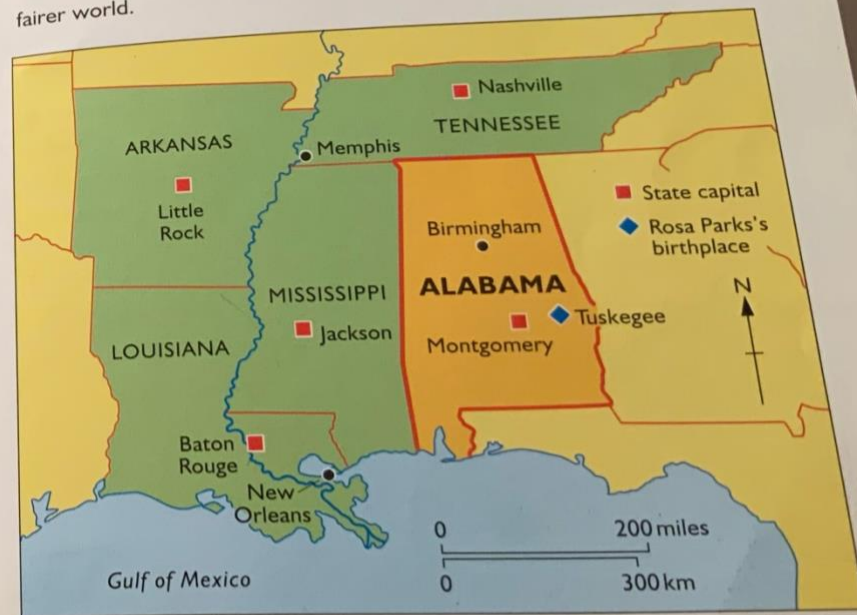 fairer world.
Nashville
TENNESSEE
ARKANSAS
Memphis
Little
Rock
State capital
Rosa Parks's
birthplace
Birmingham
N
ALABAMA
MISSISSIPPI
Jackson
Tuskegee
Montgomery
LOUISIANA
Baton
Rouge
New
Orleans
0 200 miles
0 300 km
Gulf of Mexico